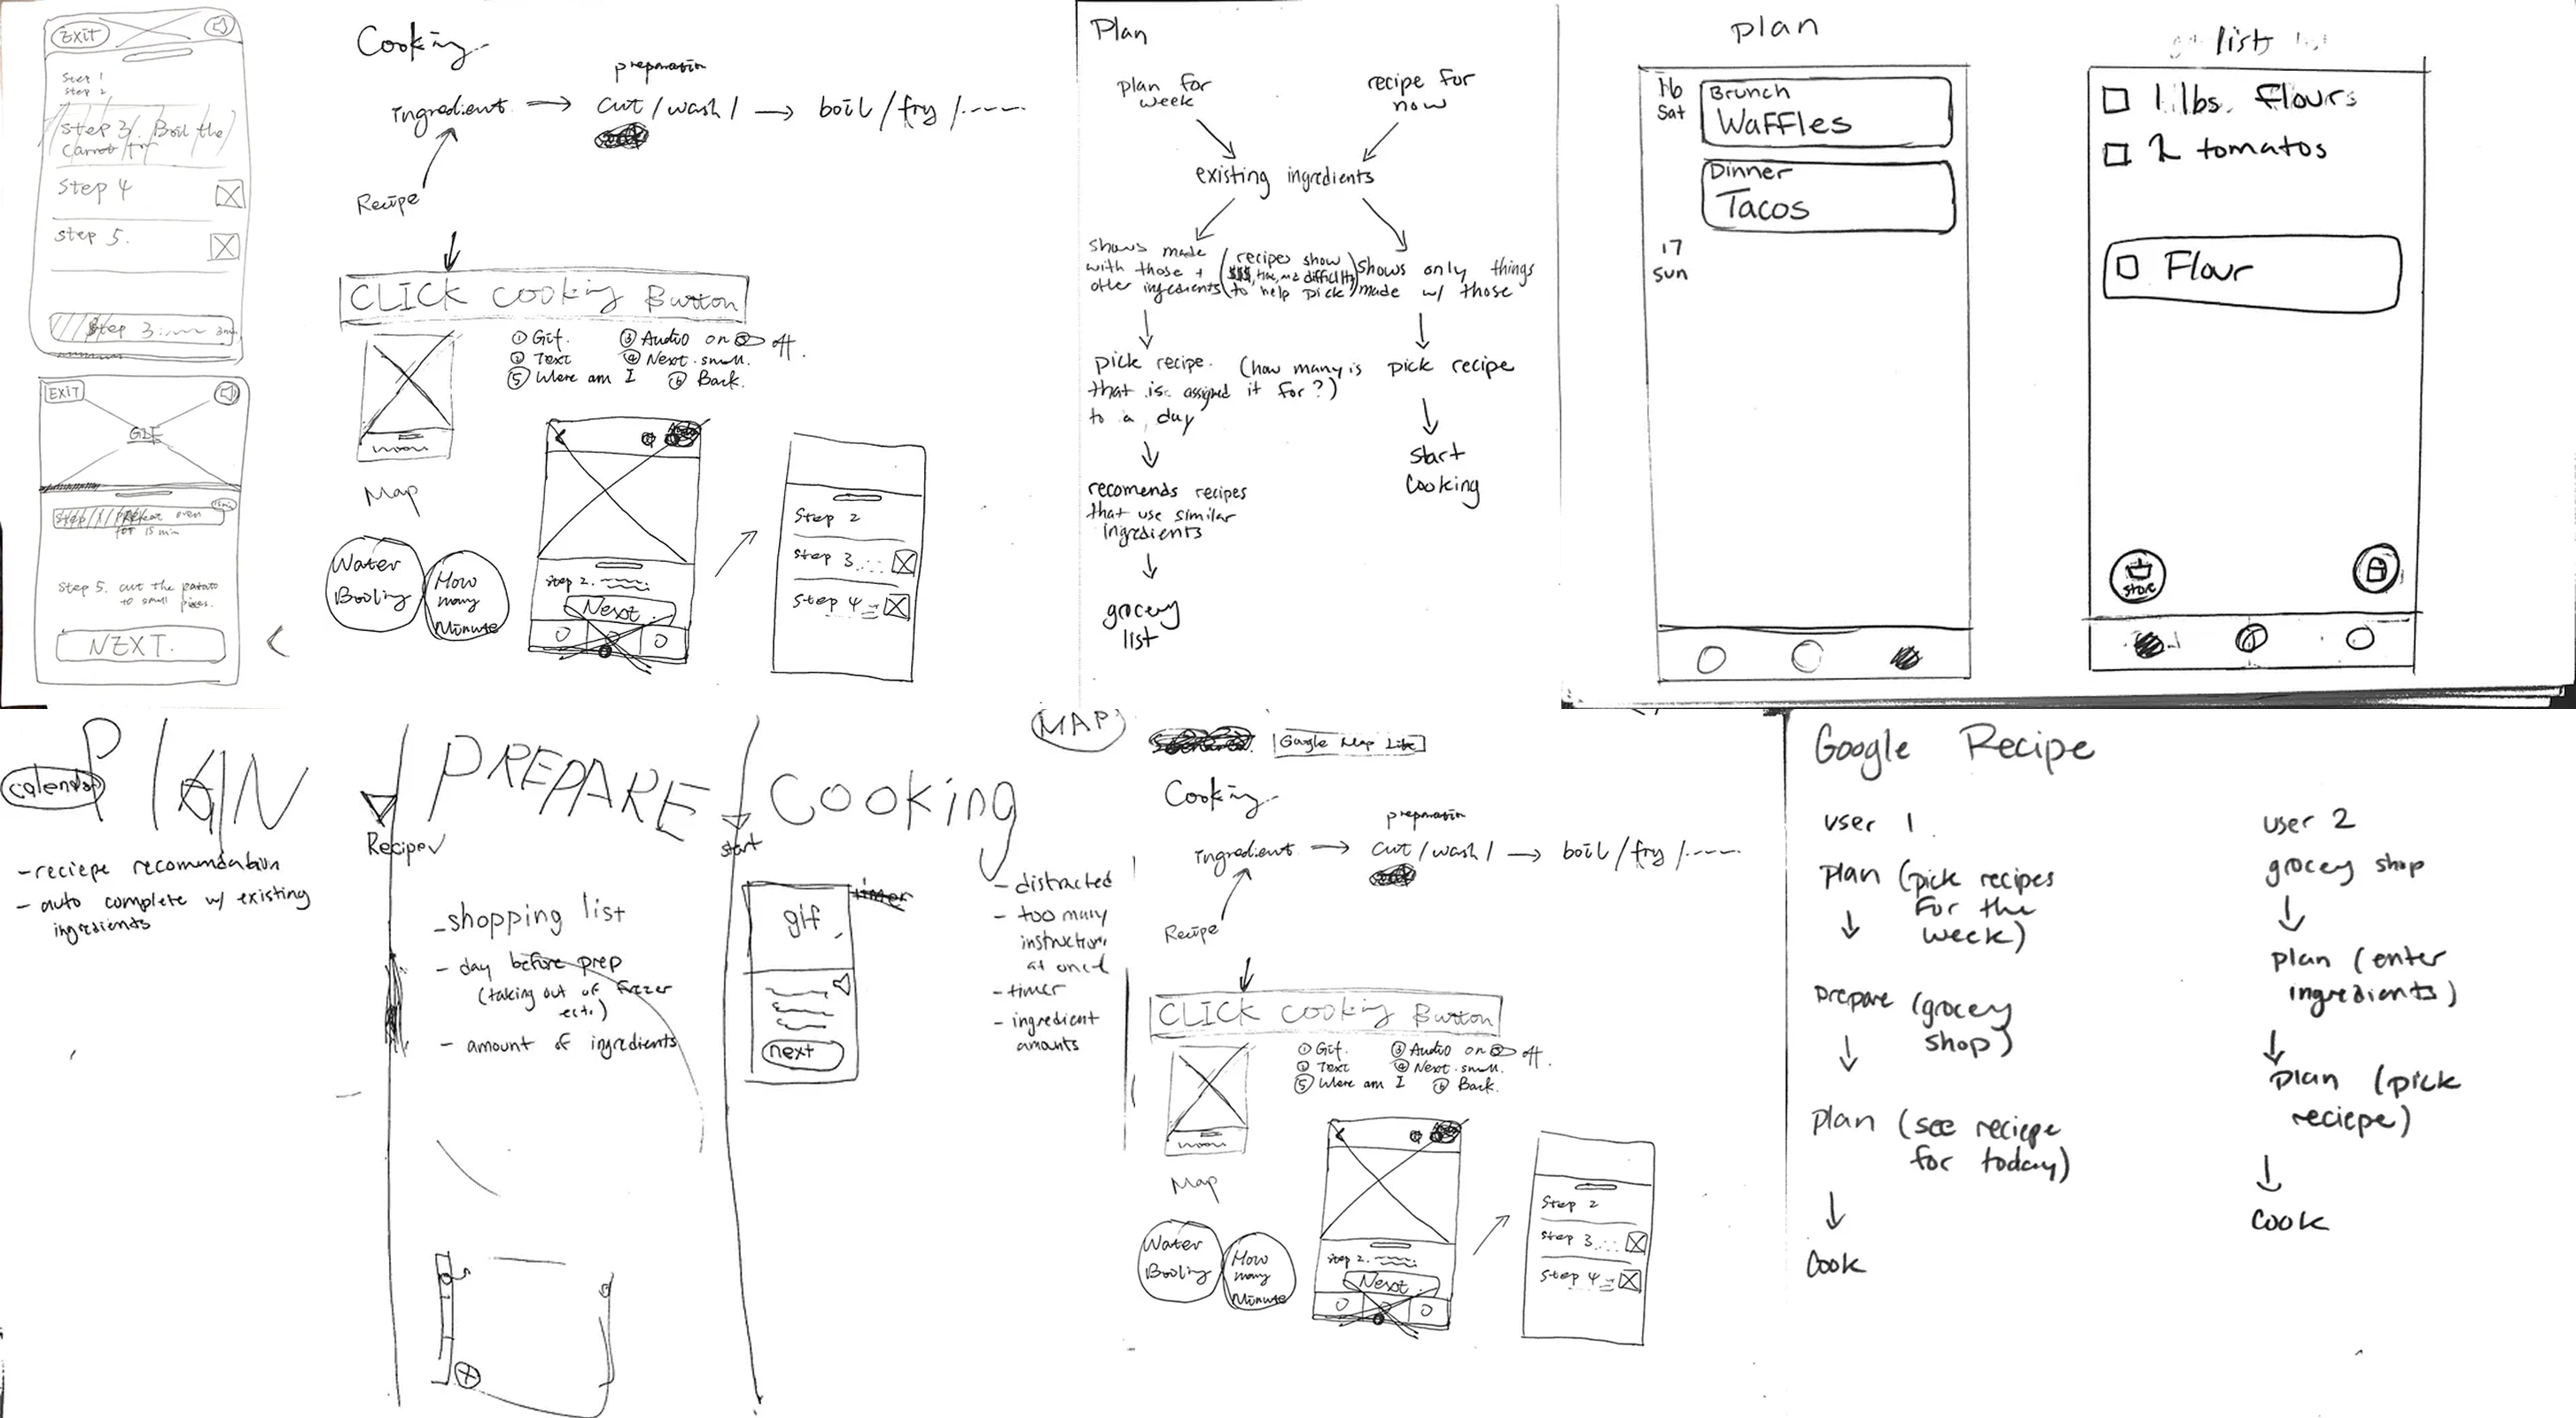 EXIT
Step 1
Step 2
Step 3. Boil the
Carrot for
Step 4
Step 5.
Step 3:
EXIT
GIF
for 15 min
Step 5. cut the patato
to small pieces.
NEXT.
Cooking
preparation
ingredient → cut / wash / → boil / fry / ----
Recipe
CLICK Cooking Button
① Gif. ③ Audio on off.
② Text ④ Next. small.
⑤ Where am I ⑥ Back.
Map
Water
Booling
How
many
Minute
Step 2.
Next
Step 2
Step 3
Step 4
Plan
plan for
week
recipe for
now
existing ingredients
shows made
with those +
other ingredients
(recipes show
$$$, time, and difficulty
to help pick)
shows only things
made w/ those
pick recipe.
that is assigned
to a day
(how many is
it for?)
pick recipe
start
Cooking
recomends recipes
that use similar
ingredients
grocery
list
plan
16
Sat
Brunch
Waffles
Dinner
Tacos
17
Sun
list
1 lbs. flours
2 tomatos
Flour
store
PlAN
calendar
- reciepe recomendation
- auto complete w/ existing
ingredients
Recipe
PREPARE
- shopping list
- day before prep
(taking out of frezer
ect.)
- amount of ingredients
start
Cooking
timer
gif
next
- distracted
- too many
instructions
at once
- timer
- ingredient
amounts
MAP
Google Map Like
Cooking
preparation
ingredient → cut / wash / → boil / fry / ----
Recipe
CLICK Cooking Button
① Gif. ③ Audio on off.
② Text ④ Next. small.
⑤ Where am I ⑥ Back.
Map
Water
Booling
How
many
Minute
Step 2.
Next
Step 2
Step 3
Step 4
Google Recipe
user 1
Plan (pick recipes
for the
week)
prepare (grocery
shop)
plan (see reciepe
for today)
Cook
user 2
grocery shop
plan (enter
ingredients)
plan (pick
reciepe)
Cook